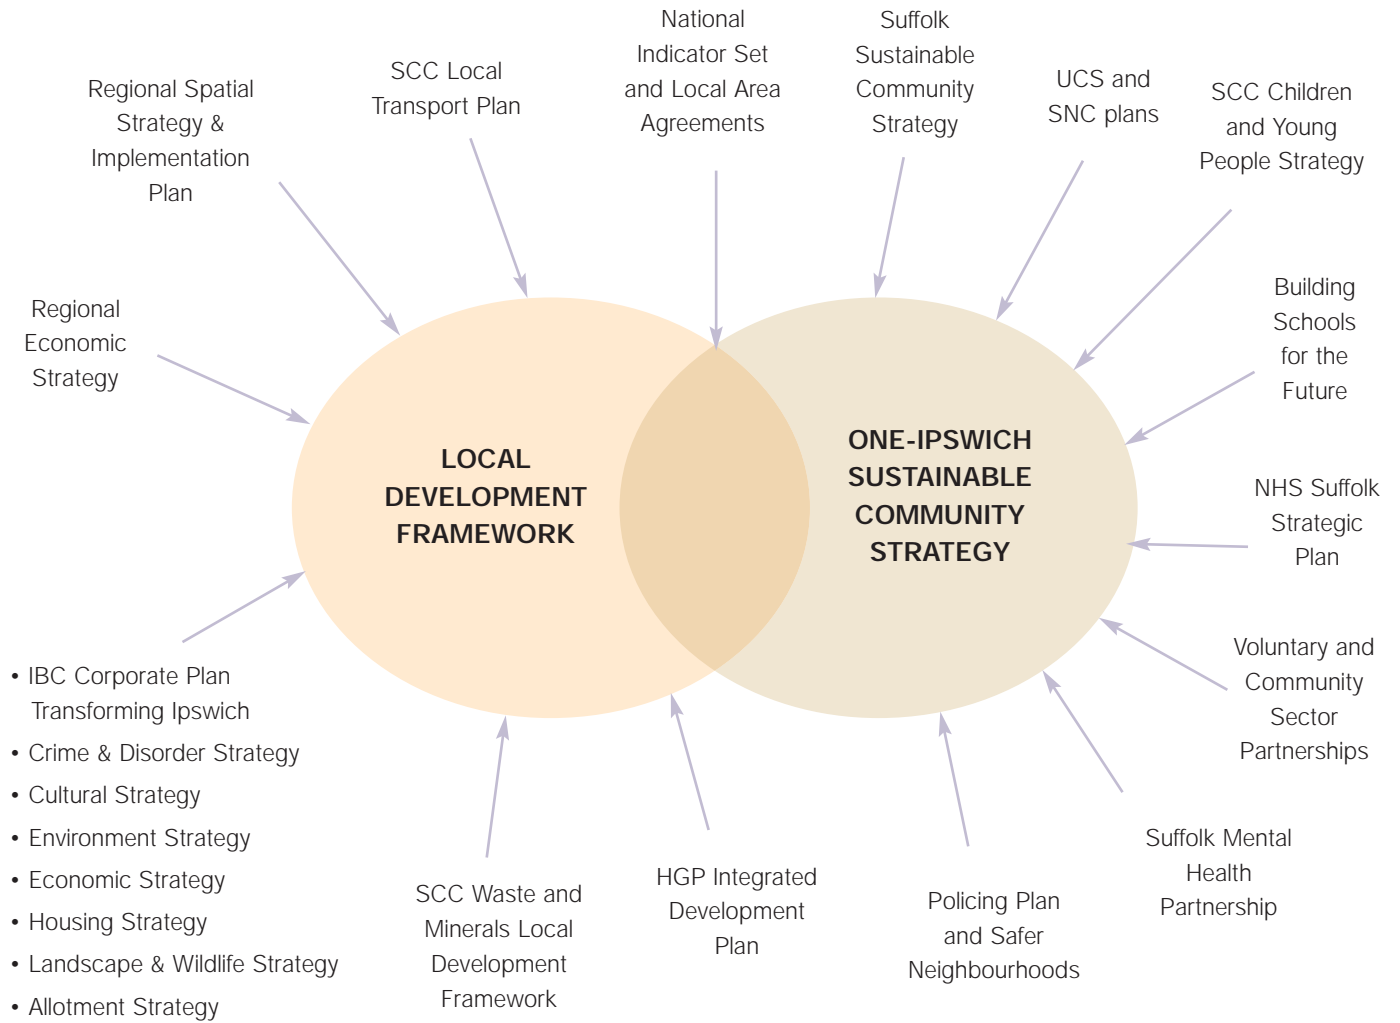 National
Indicator Set
and Local Area
Agreements
Suffolk
Sustainable
Community
Strategy
SCC Local
Transport Plan
UCS and
SNC plans
Regional Spatial
Strategy &
Implementation
Plan
SCC Children
and Young
People Strategy
Regional
Economic
Strategy
Building
Schools
for the
Future
LOCAL
DEVELOPMENT
FRAMEWORK
ONE-IPSWICH
SUSTAINABLE
COMMUNITY
STRATEGY
NHS Suffolk
Strategic
Plan
Voluntary and
Community
Sector
Partnerships
• IBC Corporate Plan
Transforming Ipswich
• Crime & Disorder Strategy
• Cultural Strategy
• Environment Strategy
• Economic Strategy
• Housing Strategy
• Landscape & Wildlife Strategy
• Allotment Strategy
SCC Waste and
Minerals Local
Development
Framework
HGP Integrated
Development
Plan
Policing Plan
and Safer
Neighbourhoods
Suffolk Mental
Health
Partnership